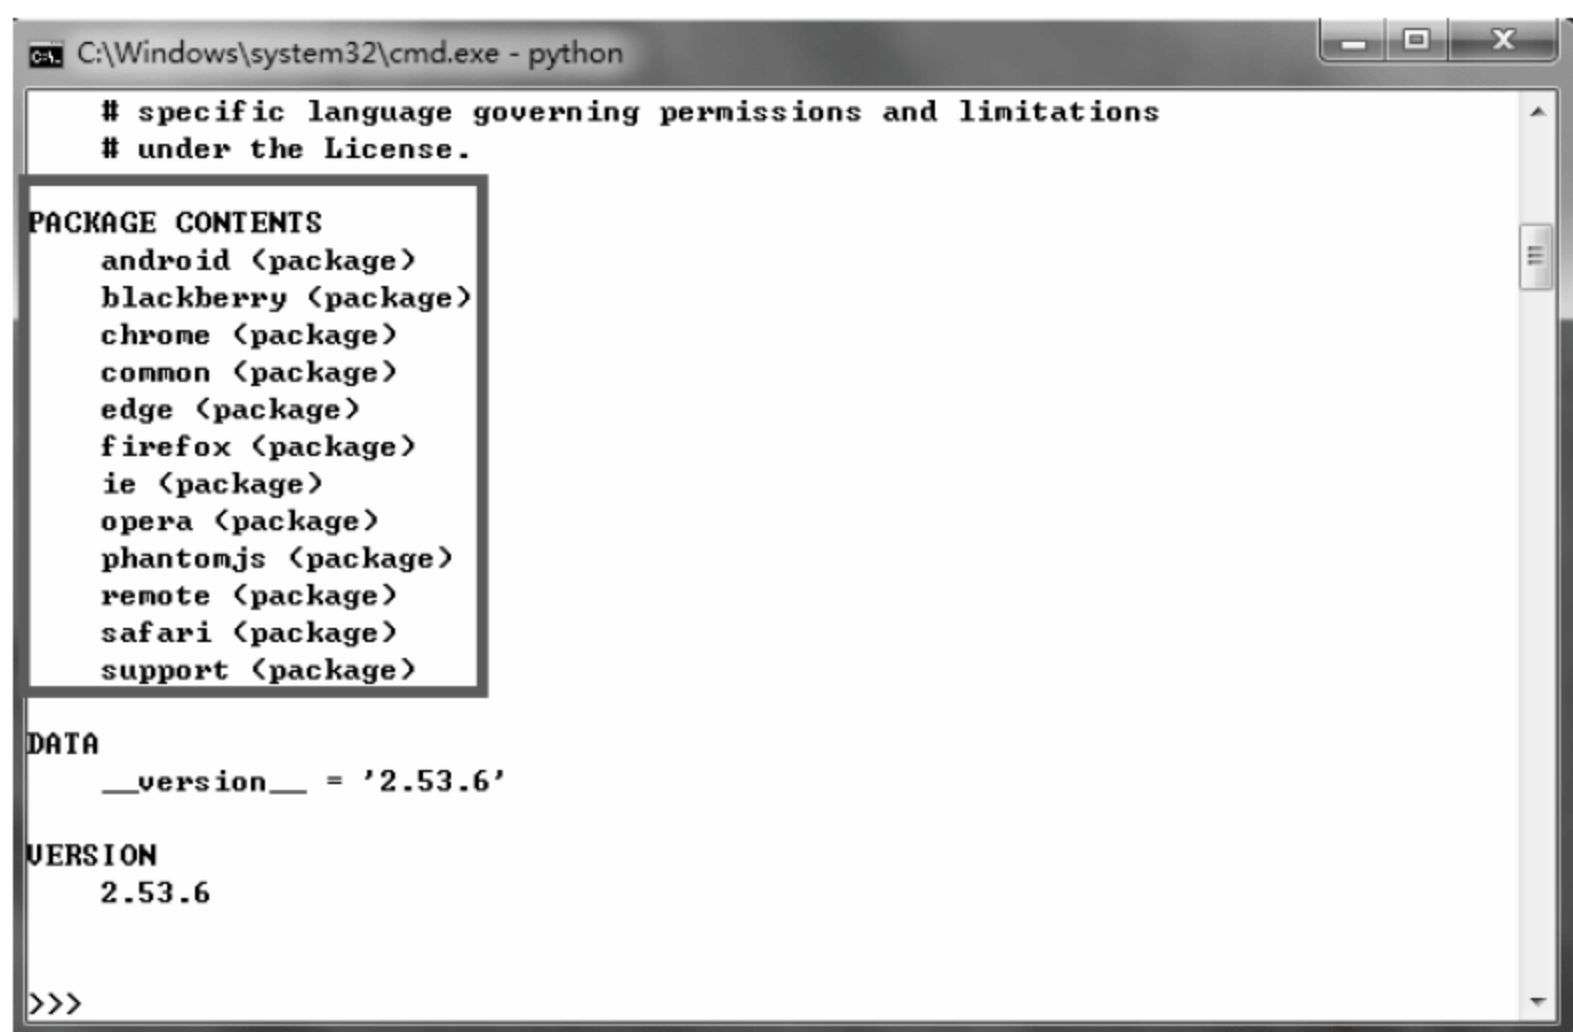 C:\Windows\system32\cmd.exe - python
# specific language governing permissions and limitations
# under the License.
PACKAGE CONTENTS
android (package)
blackberry (package)
chrome (package)
common (package)
edge (package)
firefox (package)
ie (package)
opera (package)
phantomjs (package)
remote (package)
safari (package)
support (package)
DATA
__version__ = '2.53.6'
VERSION
2.53.6
>>>